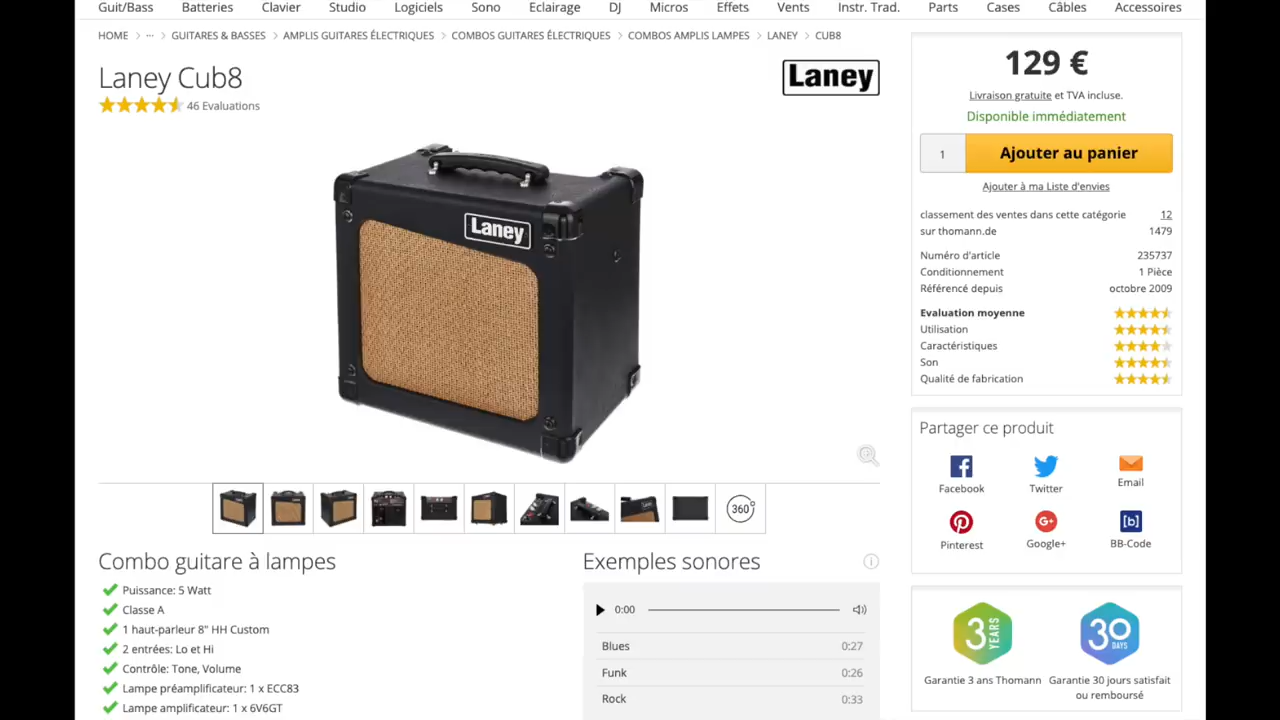 Guit/Bass Batteries Clavier Studio Logiciels Sono Eclairage DJ Micros Effets Vents Instr. Trad. Parts Cases Câbles Accessoires
HOME > ··· > GUITARES & BASSES > AMPLIS GUITARES ÉLECTRIQUES > COMBOS GUITARES ÉLECTRIQUES > COMBOS AMPLIS LAMPES > LANEY > CUB8
Laney Cub8
46 Evaluations
Laney
Laney
360°
Combo guitare à lampes
Puissance: 5 Watt
Classe A
1 haut-parleur 8" HH Custom
2 entrées: Lo et Hi
Contrôle: Tone, Volume
Lampe préamplificateur: 1 x ECC83
Lampe amplificateur: 1 x 6V6GT
Exemples sonores
0:00
Blues 0:27
Funk 0:26
Rock 0:33
129 €
Livraison gratuite et TVA incluse.
Disponible immédiatement
1 Ajouter au panier
Ajouter à ma Liste d'envies
classement des ventes dans cette catégorie 12
sur thomann.de 1479
Numéro d'article 235737
Conditionnement 1 Pièce
Référencé depuis octobre 2009
Evaluation moyenne
Utilisation
Caractéristiques
Son
Qualité de fabrication
Partager ce produit
Facebook Twitter Email
Pinterest Google+ BB-Code
3 YEARS
30 DAYS
Garantie 3 ans Thomann
Garantie 30 jours satisfait
ou remboursé